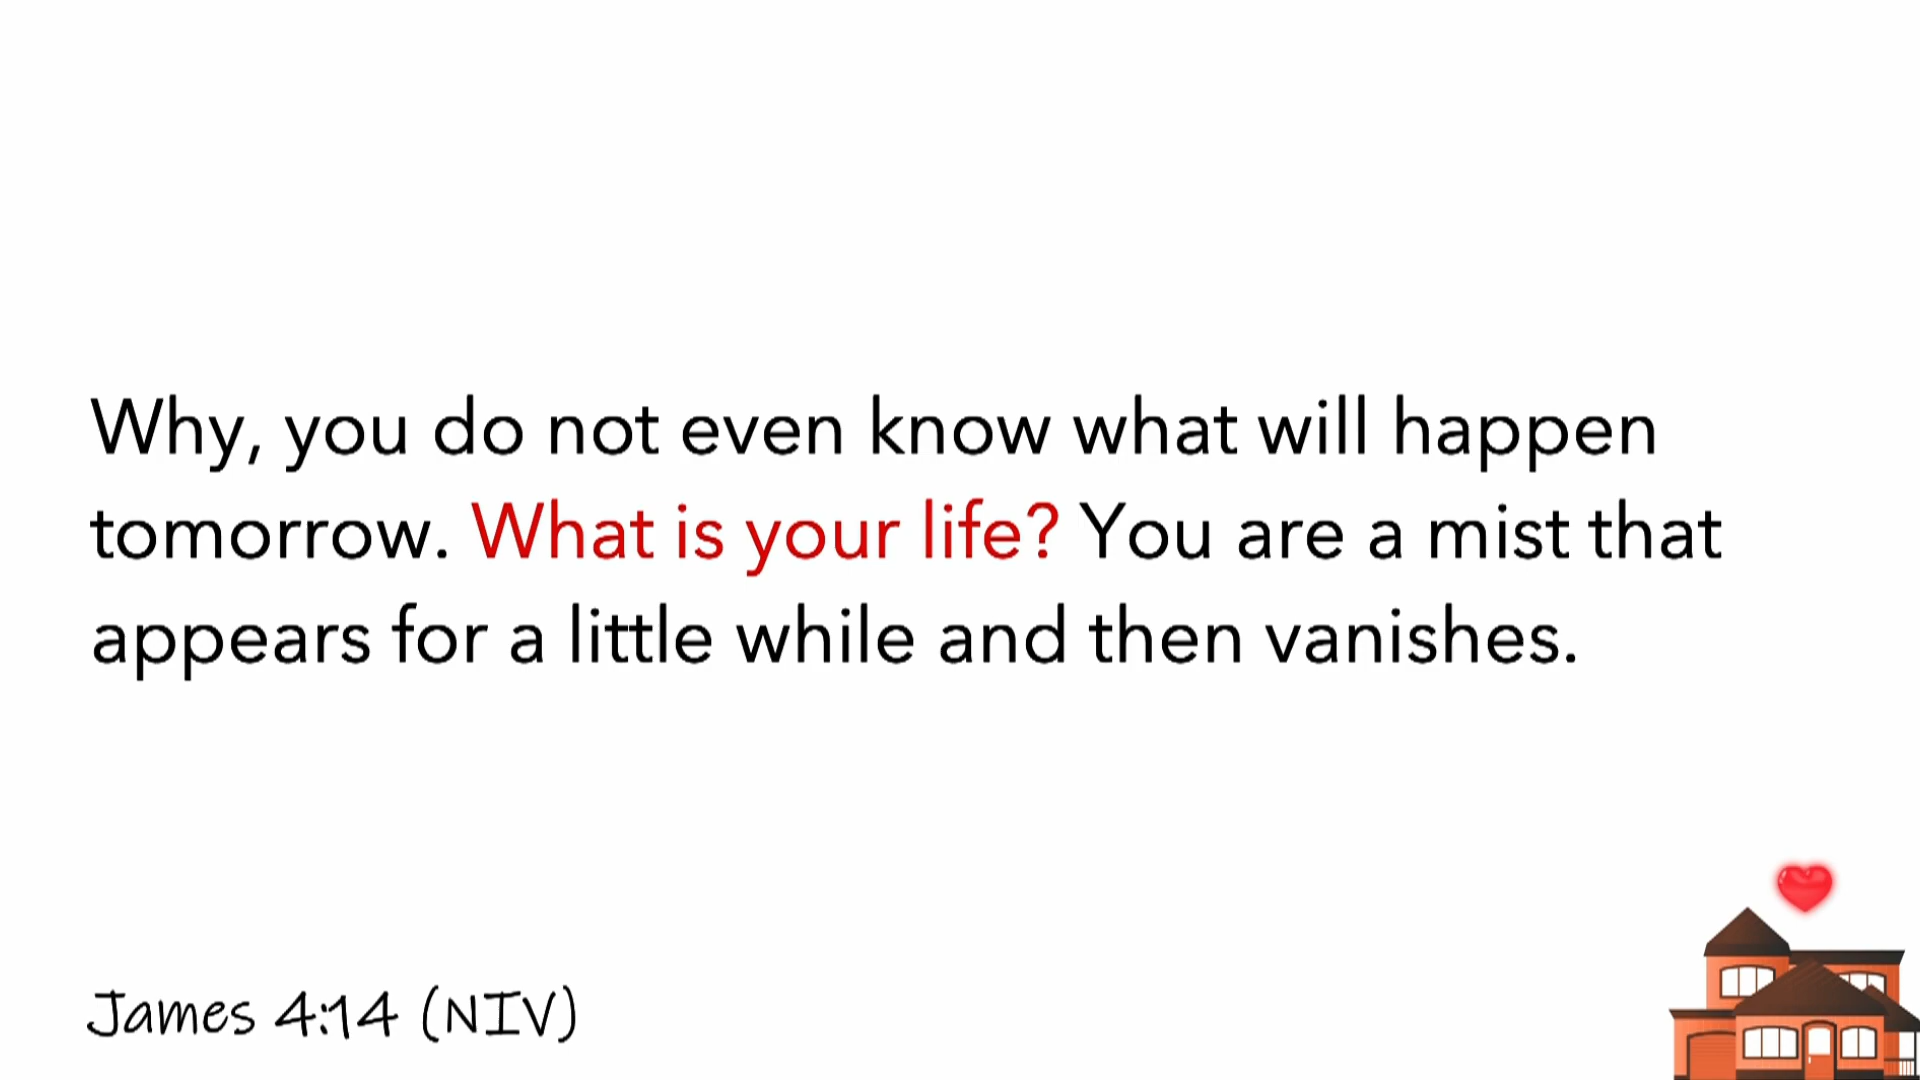 Why, you do not even know what will happen
tomorrow. What is your life? You are a mist that
appears for a little while and then vanishes.
James 4:14 (NIV)